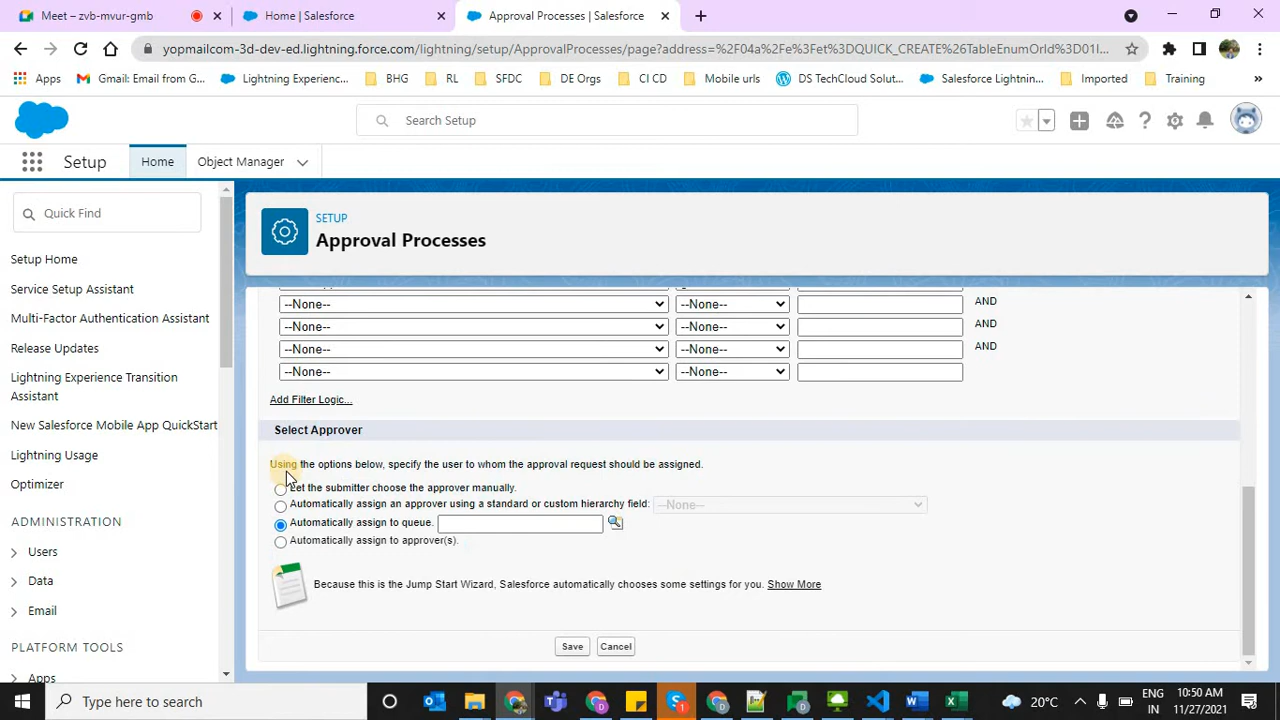 Meet – zvb-mvur-gmb
Home | Salesforce
Approval Processes | Salesforce
yopmailcom-3d-dev-ed.lightning.force.com/lightning/setup/ApprovalProcesses/page?address=%2F04a%2Fe%3Fet%3DQUICK_CREATE%26TableEnumOrId%3D01I...
Apps
Gmail: Email from G...
Lightning Experienc...
BHG
RL
SFDC
DE Orgs
CI CD
Mobile urls
DS TechCloud Solut...
Salesforce Lightnin...
Imported
Training
»
Search Setup
Setup
Home
Object Manager
Quick Find
Setup Home
Service Setup Assistant
Multi-Factor Authentication Assistant
Release Updates
Lightning Experience Transition
Assistant
New Salesforce Mobile App QuickStart
Lightning Usage
Optimizer
ADMINISTRATION
Users
Data
Email
PLATFORM TOOLS
Apps
SETUP
Approval Processes
--None-- --None-- AND
--None-- --None-- AND
--None-- --None-- AND
--None-- --None--
Add Filter Logic...
Select Approver
Using the options below, specify the user to whom the approval request should be assigned.
Let the submitter choose the approver manually.
Automatically assign an approver using a standard or custom hierarchy field: --None--
Automatically assign to queue.
Automatically assign to approver(s).
Because this is the Jump Start Wizard, Salesforce automatically chooses some settings for you. Show More
Save
Cancel
Type here to search
20°C
ENG
IN
10:50 AM
11/27/2021